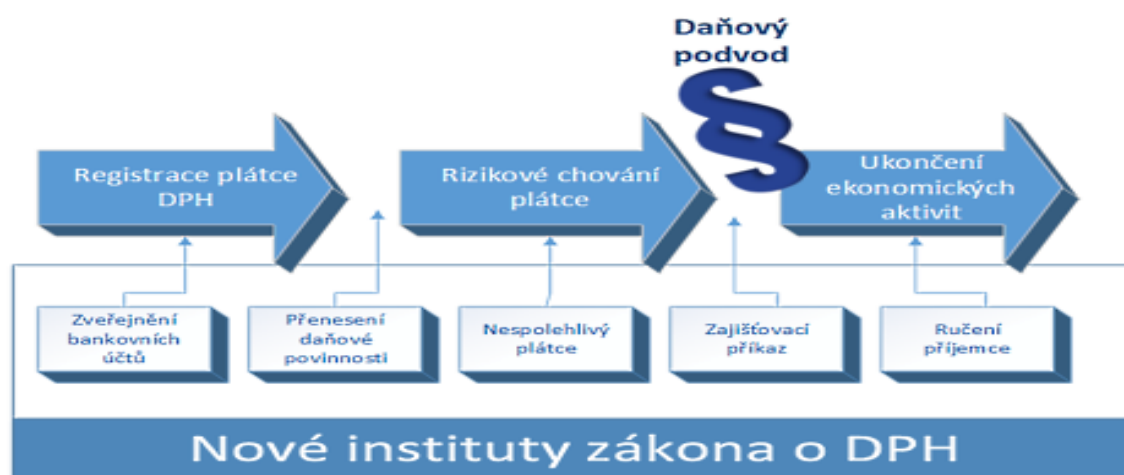 Daňový
podvod
§
Registrace plátce
DPH
Rizikové chování
plátce
Ukončení
ekonomických
aktivit
Zveřejnění
bankovních
účtů
Přenesení
daňové
povinnosti
Nespolehlivý
plátce
Zajišťovací
příkaz
Ručení
příjemce
Nové instituty zákona o DPH